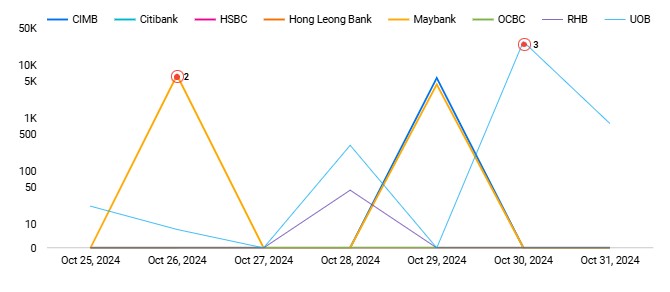 CIMB Citibank HSBC Hong Leong Bank Maybank OCBC RHB UOB
50K
10K
5K
1K
500
100
50
10
0
2
3
Oct 25, 2024 Oct 26, 2024 Oct 27, 2024 Oct 28, 2024 Oct 29, 2024 Oct 30, 2024 Oct 31, 2024